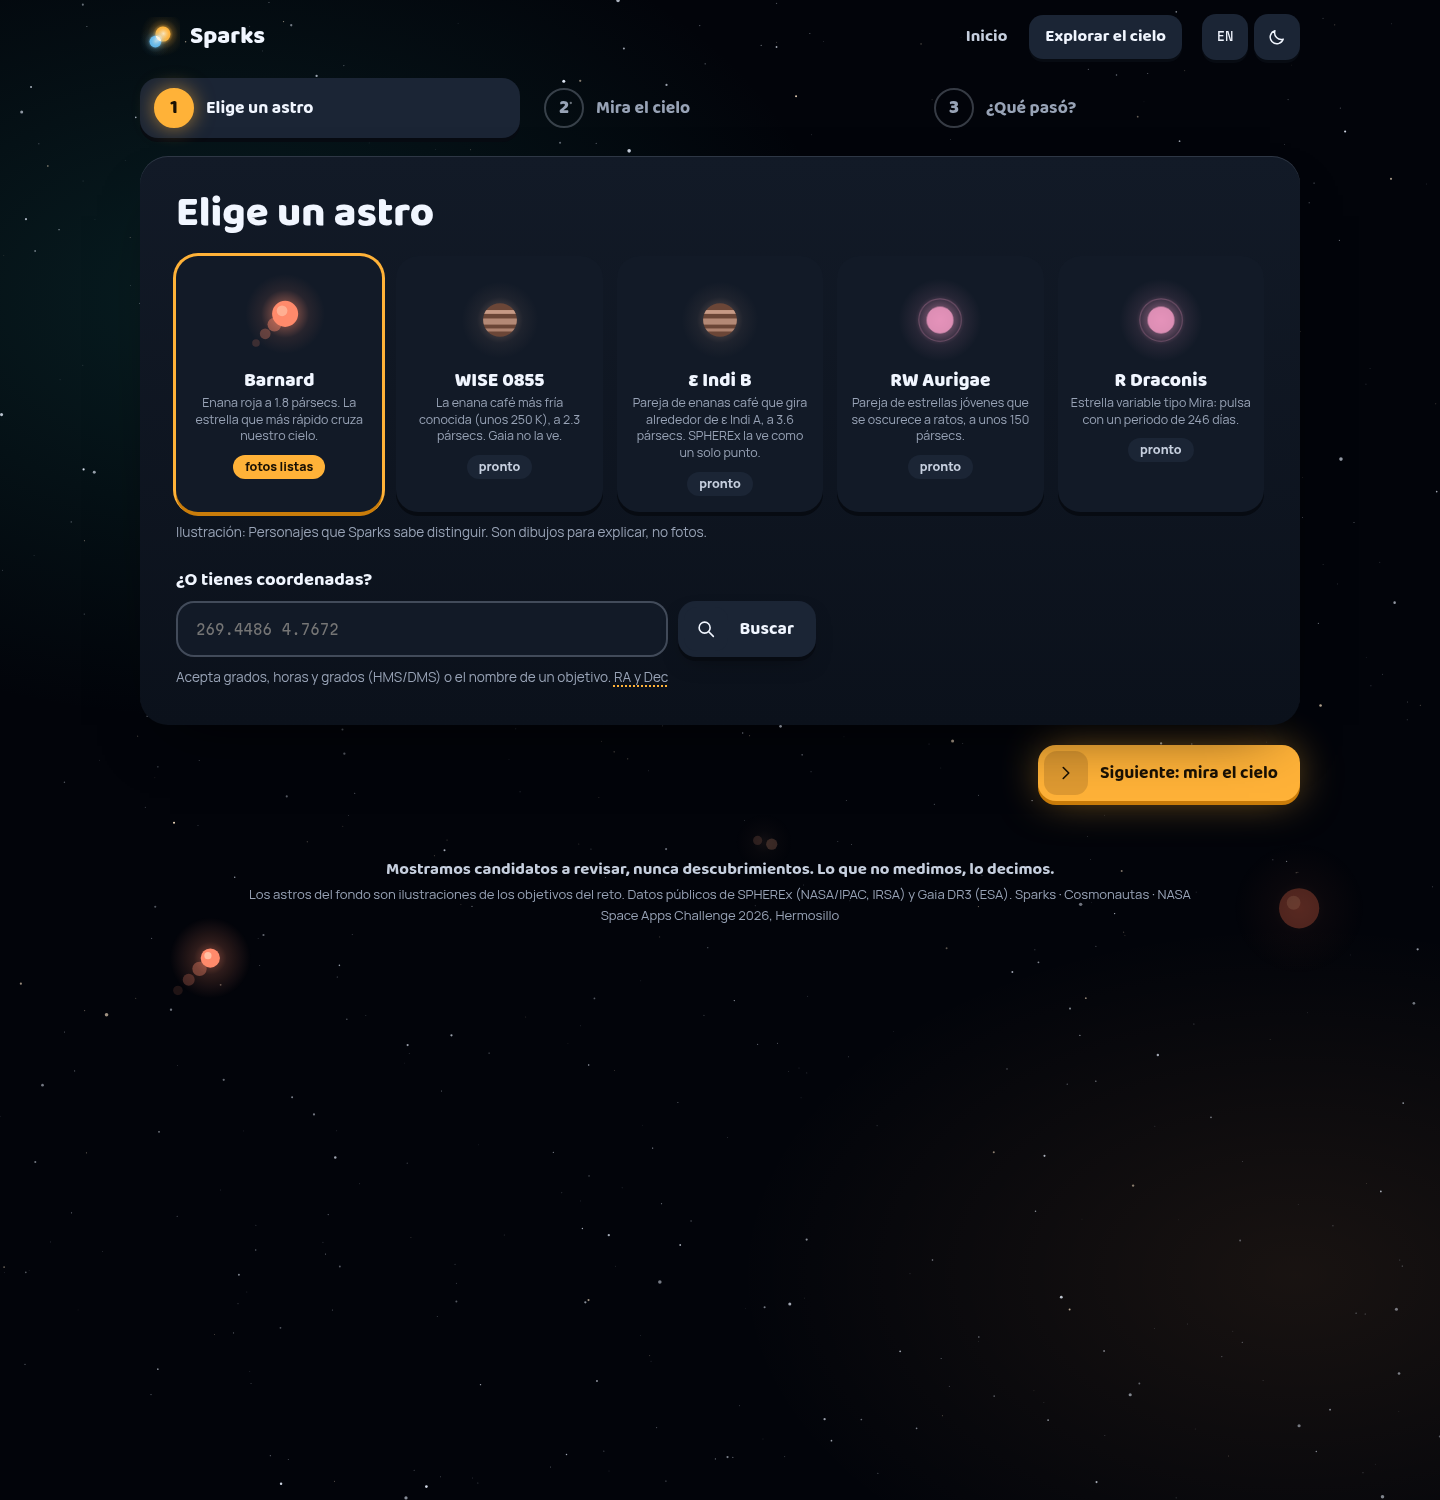 Sparks
Inicio
Explorar el cielo
EN
1
Elige un astro
2
Mira el cielo
3
¿Qué pasó?
Elige un astro
Barnard
Enana roja a 1.8 pársecs. La
estrella que más rápido cruza
nuestro cielo.
fotos listas
WISE 0855
La enana café más fría
conocida (unos 250 K), a 2.3
pársecs. Gaia no la ve.
pronto
ε Indi B
Pareja de enanas café que gira
alrededor de ε Indi A, a 3.6
pársecs. SPHEREx la ve como
un solo punto.
pronto
RW Aurigae
Pareja de estrellas jóvenes que
se oscurece a ratos, a unos 150
pársecs.
pronto
R Draconis
Estrella variable tipo Mira: pulsa
con un periodo de 246 días.
pronto
Ilustración: Personajes que Sparks sabe distinguir. Son dibujos para explicar, no fotos.
¿O tienes coordenadas?
269.4486 4.7672
Buscar
Acepta grados, horas y grados (HMS/DMS) o el nombre de un objetivo. RA y Dec
Siguiente: mira el cielo
Mostramos candidatos a revisar, nunca descubrimientos. Lo que no medimos, lo decimos.
Los astros del fondo son ilustraciones de los objetivos del reto. Datos públicos de SPHEREx (NASA/IPAC, IRSA) y Gaia DR3 (ESA). Sparks · Cosmonautas · NASA
Space Apps Challenge 2026, Hermosillo